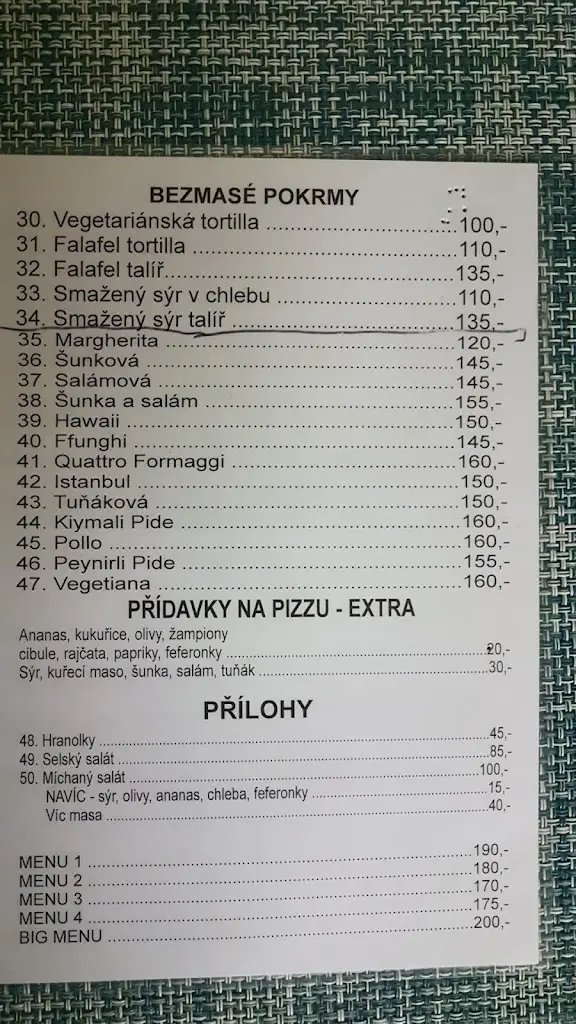 BEZMASÉ POKRMY
30. Vegetariánská tortilla ........................................100,-
31. Falafel tortilla ........................................110,-
32. Falafel talíř........................................135,-
33. Smažený sýr v chlebu ........................................110,-
34. Smažený sýr talíř ........................................135,-
35. Margherita ........................................120,-
36. Šunková ........................................145,-
37. Salámová ........................................145,-
38. Šunka a salám ........................................155,-
39. Hawaii ........................................150,-
40. Ffunghi ........................................145,-
41. Quattro Formaggi ........................................160,-
42. Istanbul ........................................150,-
43. Tuňáková ........................................150,-
44. Kiymali Pide ........................................160,-
45. Pollo ........................................160,-
46. Peynirli Pide ........................................155,-
47. Vegetiana ........................................160,-
PŘÍDAVKY NA PIZZU - EXTRA
Ananas, kukuřice, olivy, žampiony
cibule, rajčata, papriky, feferonky ........................................20,-
Sýr, kuřecí maso, šunka, salám, tuňák ........................................30,-
PŘÍLOHY
48. Hranolky ........................................45,-
49. Selský salát ........................................85,-
50. Míchaný salát ........................................100,-
NAVÍC - sýr, olivy, ananas, chleba, feferonky ........................................15,-
Víc masa ........................................40,-
MENU 1 ........................................190,-
MENU 2 ........................................180,-
MENU 3 ........................................170,-
MENU 4 ........................................175,-
BIG MENU ........................................200,-